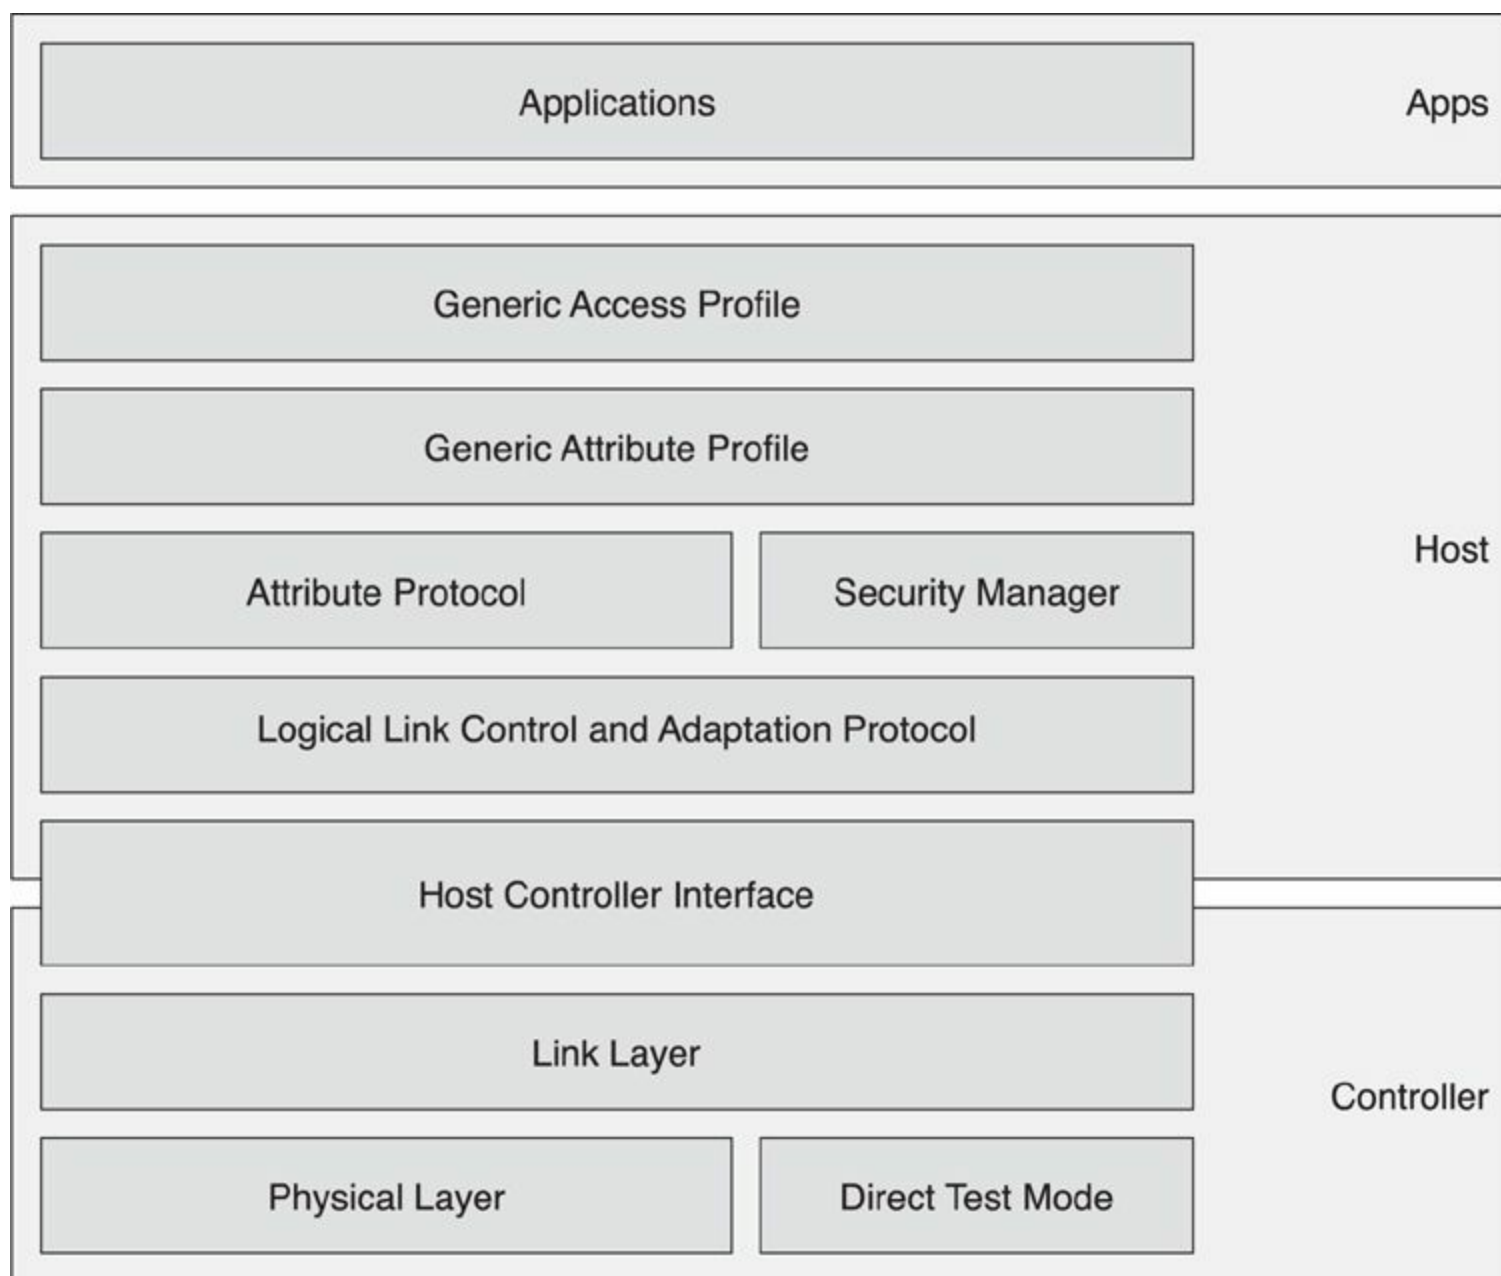 Applications
Apps
Generic Access Profile
Generic Attribute Profile
Attribute Protocol
Security Manager
Host
Logical Link Control and Adaptation Protocol
Host Controller Interface
Link Layer
Controller
Physical Layer
Direct Test Mode